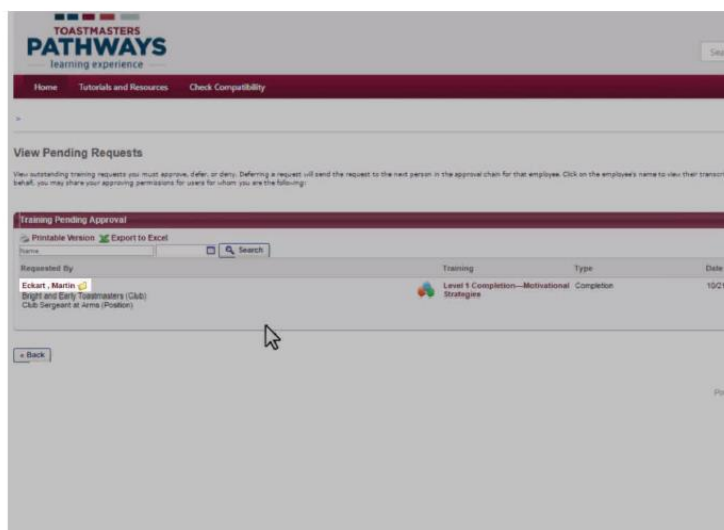 TOASTMASTERS
PATHWAYS
learning experience
Sea
Home Tutorials and Resources Check Compatibility
»
View Pending Requests
View outstanding training requests you must approve, defer, or deny. Deferring a request will send the request to the next person in the approval chain for that employee. Click on the employee's name to view their transcri
behalf, you may share your approving permissions for users for whom you are the following:
Training Pending Approval
Printable Version Export to Excel
Name Search
Requested By Training Type Date
Eckart , Martin Level 1 Completion—Motivational Completion 10/21
Bright and Early Toastmasters (Club) Strategies
Club Sergeant at Arms (Position)
« Back